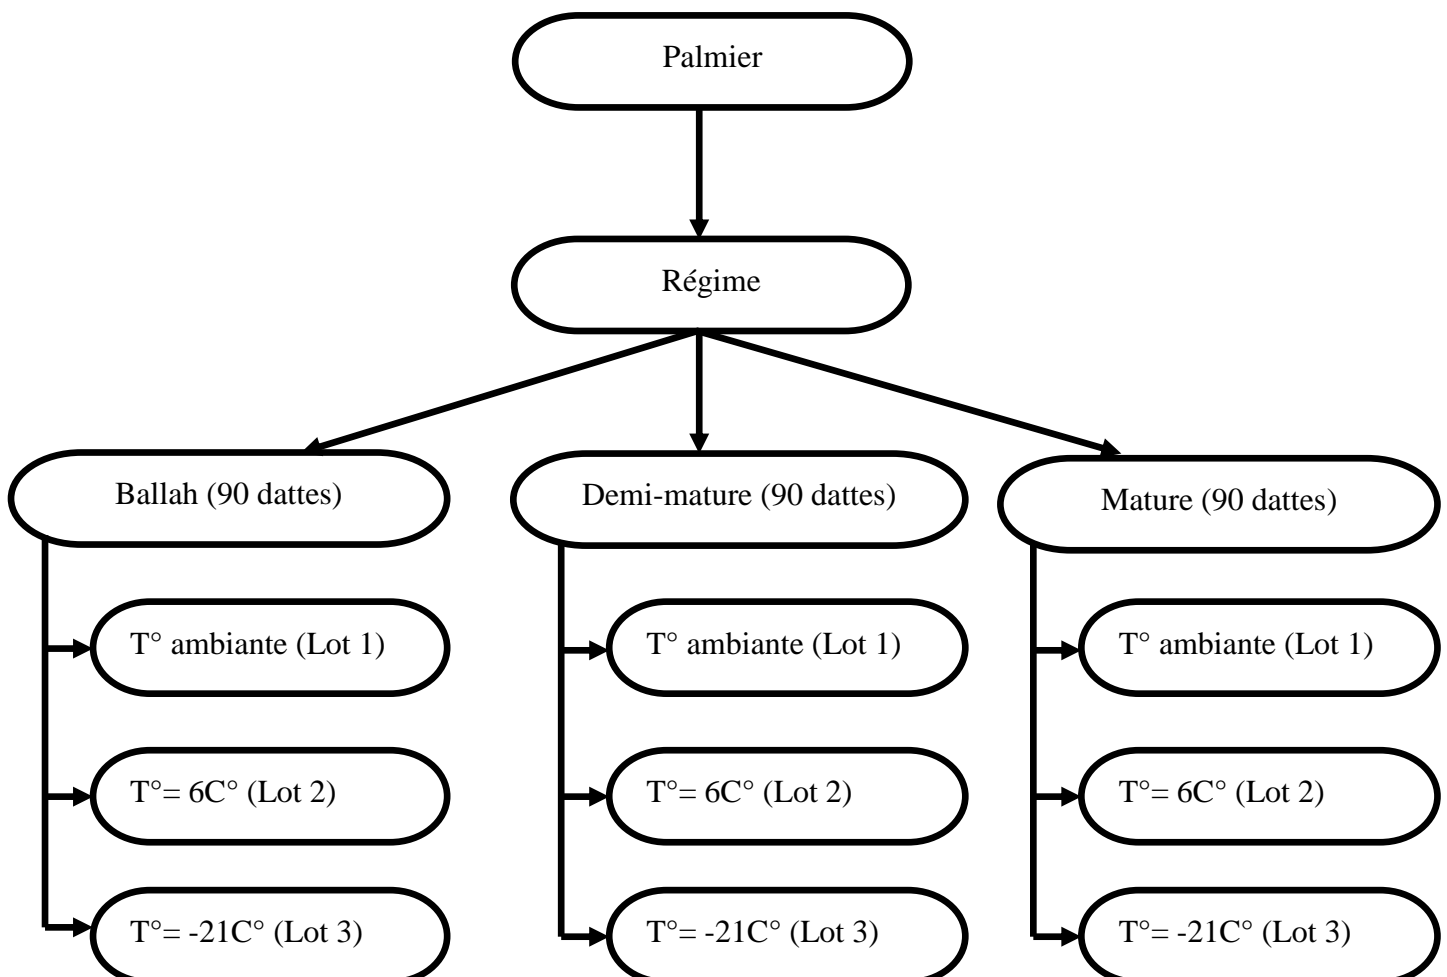 Palmier
Régime
Ballah (90 dattes)
Demi-mature (90 dattes)
Mature (90 dattes)
T° ambiante (Lot 1)
T° ambiante (Lot 1)
T° ambiante (Lot 1)
T°= 6C° (Lot 2)
T°= 6C° (Lot 2)
T°= 6C° (Lot 2)
T°= -21C° (Lot 3)
T°= -21C° (Lot 3)
T°= -21C° (Lot 3)